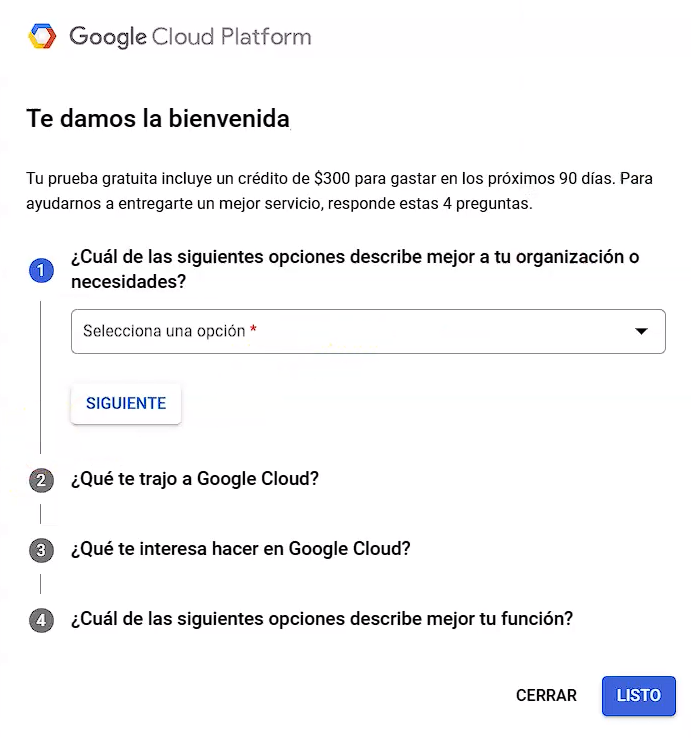 Google Cloud Platform
Te damos la bienvenida
Tu prueba gratuita incluye un crédito de $300 para gastar en los próximos 90 días. Para
ayudarnos a entregarte un mejor servicio, responde estas 4 preguntas.
1 ¿Cuál de las siguientes opciones describe mejor a tu organización o
necesidades?
Selecciona una opción *
SIGUIENTE
2 ¿Qué te trajo a Google Cloud?
3 ¿Qué te interesa hacer en Google Cloud?
4 ¿Cuál de las siguientes opciones describe mejor tu función?
CERRAR LISTO